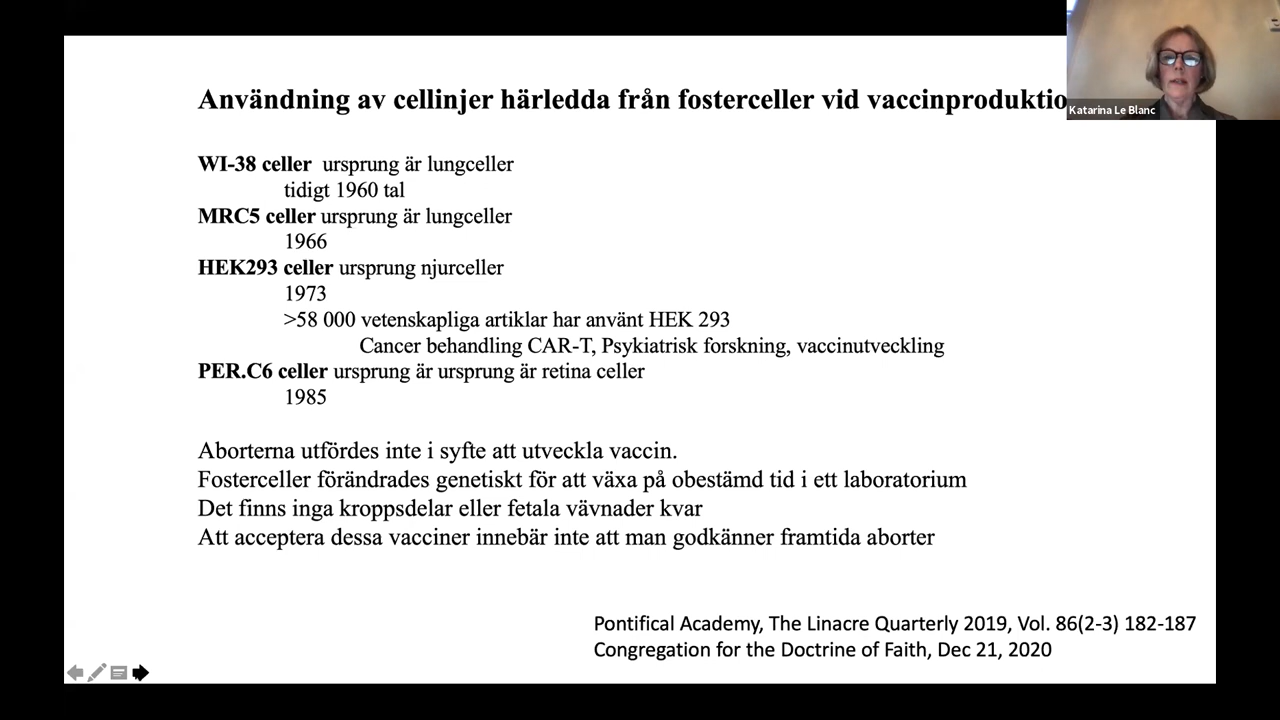 Användning av cellinjer härledda från fosterceller vid vaccinproduktio
Katarina Le Blanc
WI-38 celler ursprung är lungceller
tidigt 1960 tal
MRC5 celler ursprung är lungceller
1966
HEK293 celler ursprung njurceller
1973
>58 000 vetenskapliga artiklar har använt HEK 293
Cancer behandling CAR-T, Psykiatrisk forskning, vaccinutveckling
PER.C6 celler ursprung är ursprung är retina celler
1985
Aborterna utfördes inte i syfte att utveckla vaccin.
Fosterceller förändrades genetiskt för att växa på obestämd tid i ett laboratorium
Det finns inga kroppsdelar eller fetala vävnader kvar
Att acceptera dessa vacciner innebär inte att man godkänner framtida aborter
Pontifical Academy, The Linacre Quarterly 2019, Vol. 86(2-3) 182-187
Congregation for the Doctrine of Faith, Dec 21, 2020